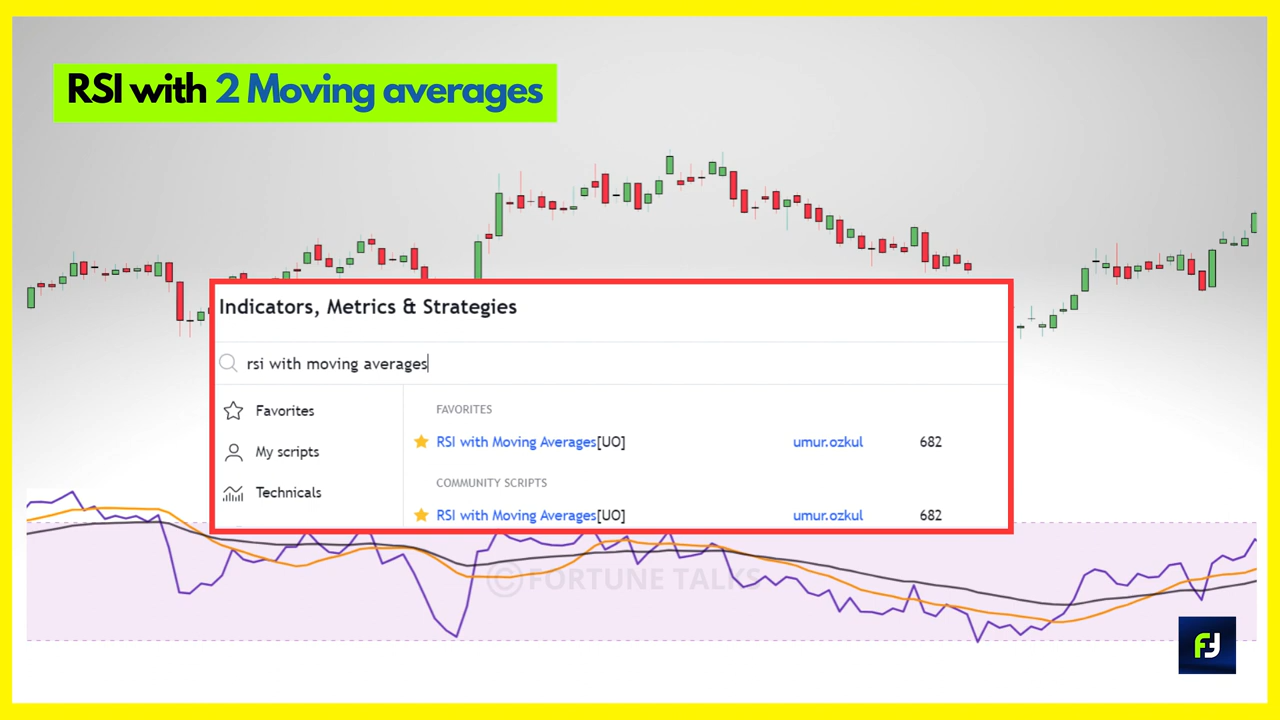 RSI with 2 Moving averages
Indicators, Metrics & Strategies
rsi with moving averages
Favorites
My scripts
Technicals
FAVORITES
RSI with Moving Averages[UO] umur.ozkul 682
COMMUNITY SCRIPTS
RSI with Moving Averages[UO] umur.ozkul 682
© FORTUNE TALKS